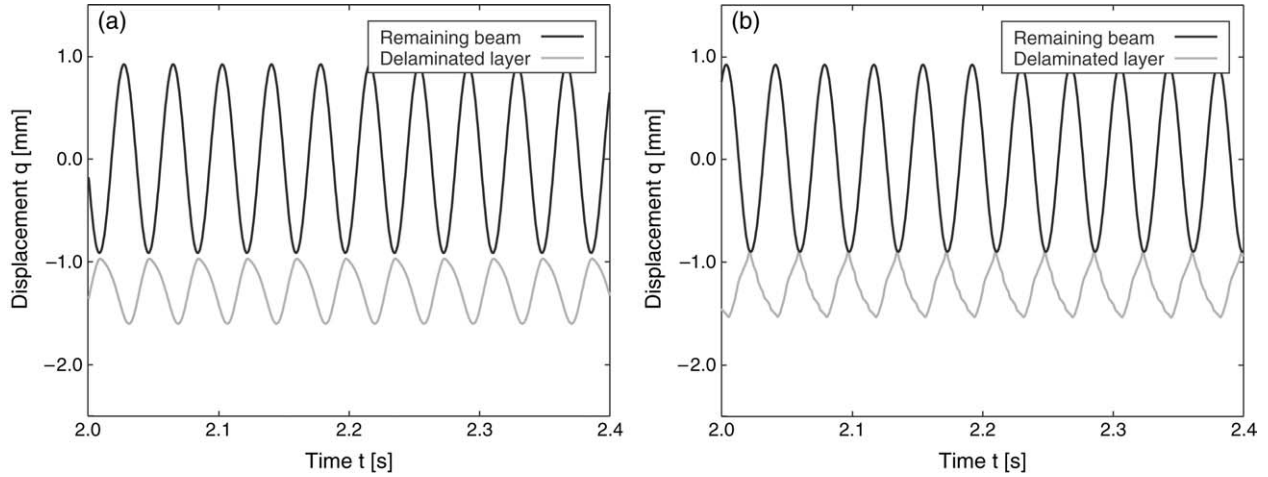 (a)
Remaining beam
Delaminated layer
1.0
0.0
−1.0
−2.0
Displacement q [mm]
2.0 2.1 2.2 2.3 2.4
Time t [s]
(b)
Remaining beam
Delaminated layer
1.0
0.0
−1.0
−2.0
Displacement q [mm]
2.0 2.1 2.2 2.3 2.4
Time t [s]